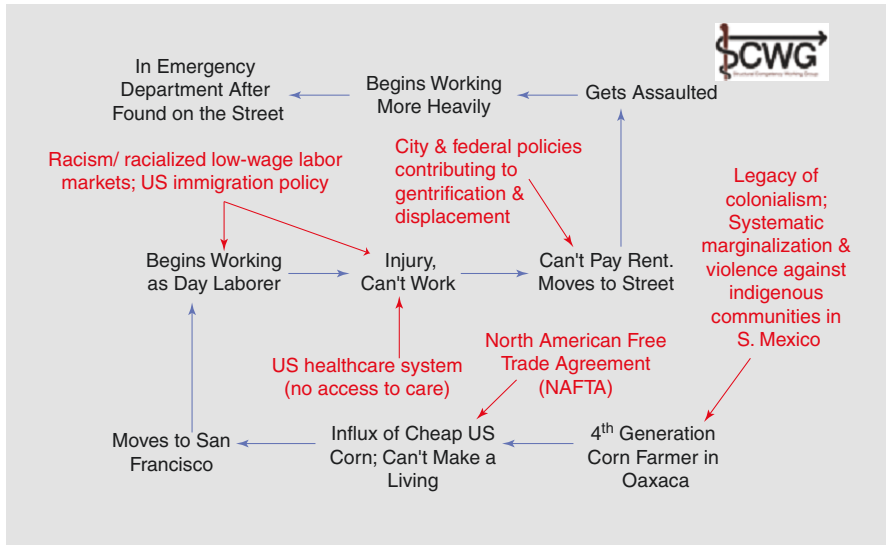 SCWG
Structural Competency Working Group
In Emergency
Department After
Found on the Street
Begins Working
More Heavily
Gets Assaulted
Racism/ racialized low-wage labor
markets; US immigration policy
City & federal policies
contributing to
gentrification &
displacement
Legacy of
colonialism;
Systematic
marginalization &
violence against
indigenous
communities in
S. Mexico
Begins Working
as Day Laborer
Injury,
Can't Work
Can't Pay Rent.
Moves to Street
US healthcare system
(no access to care)
North American Free
Trade Agreement
(NAFTA)
Moves to San
Francisco
Influx of Cheap US
Corn; Can't Make a
Living
4th Generation
Corn Farmer in
Oaxaca